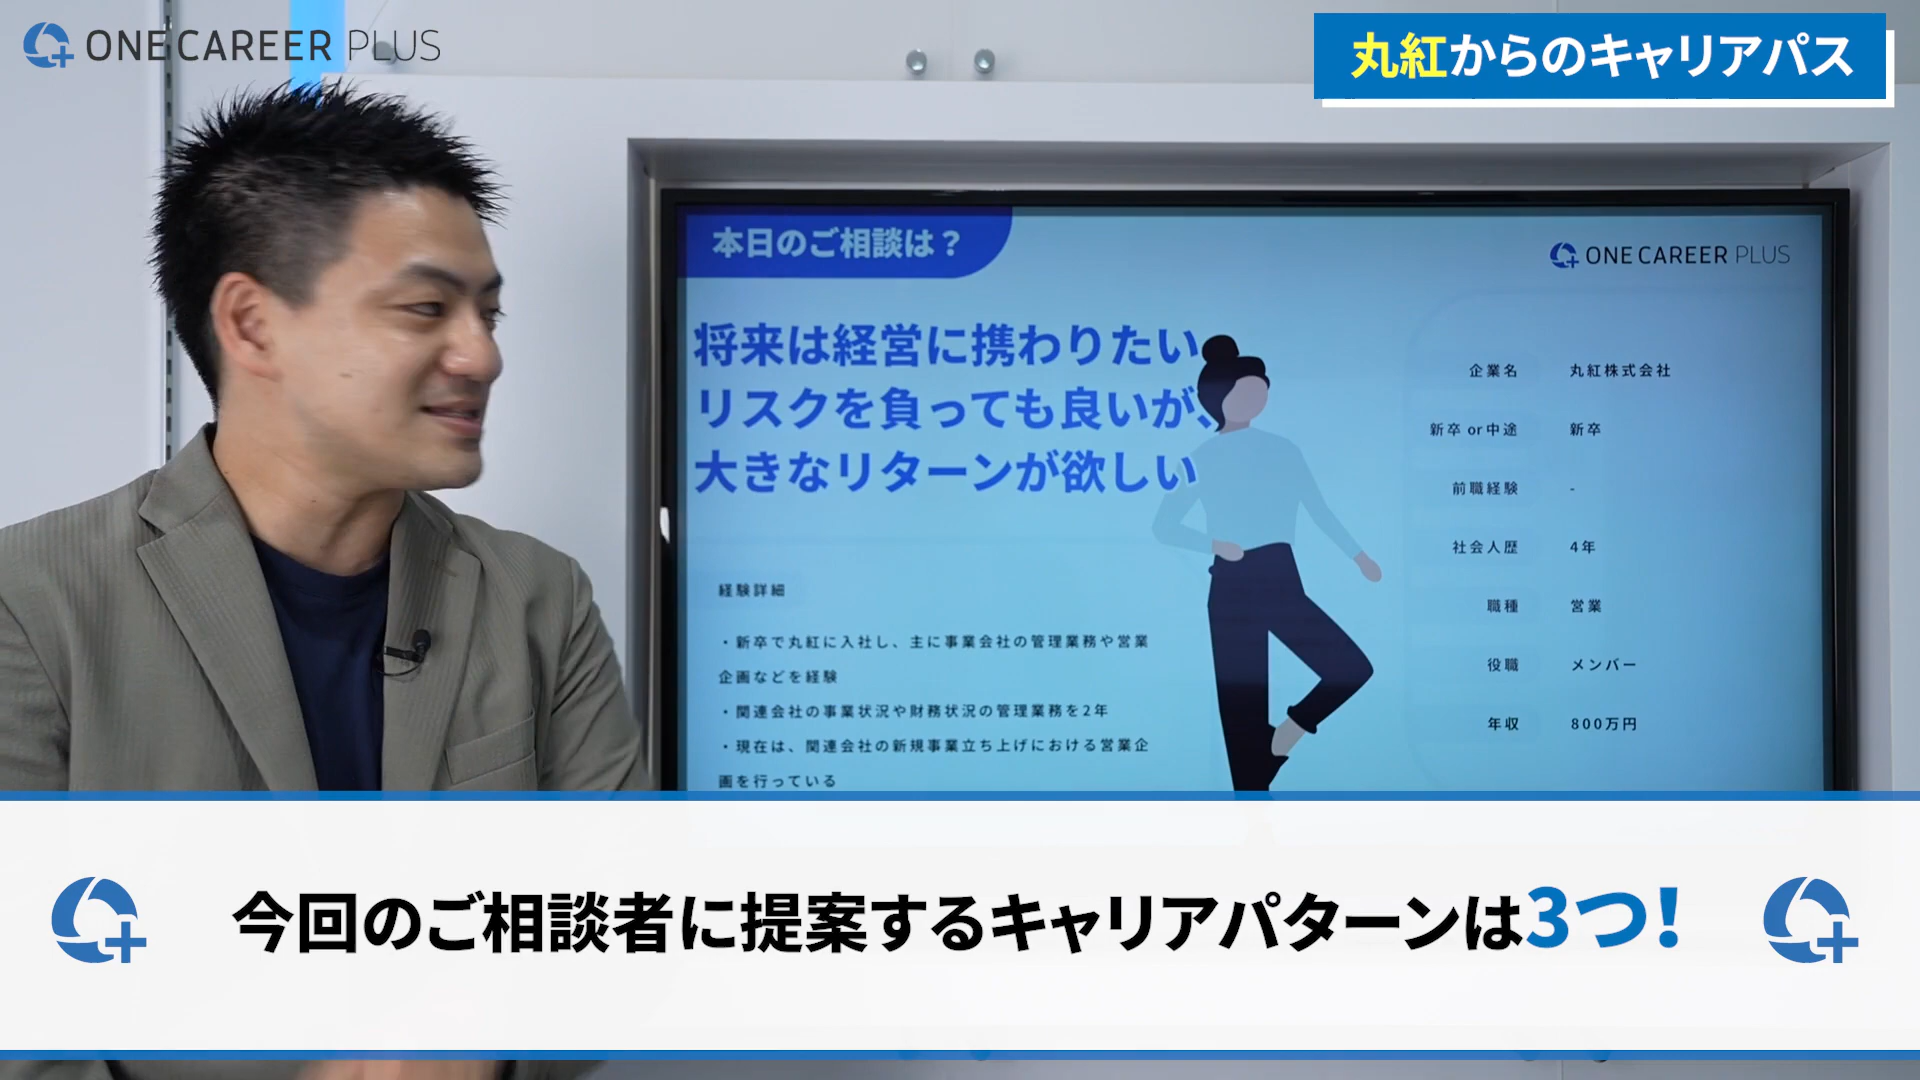 ONE CAREER PLUS
丸紅からのキャリアパス
本日のご相談は？
ONE CAREER PLUS
将来は経営に携わりたい
リスクを負っても良いが、
大きなリターンが欲しい
経験詳細
・新卒で丸紅に入社し、主に事業会社の管理業務や営業
企画などを経験
・関連会社の事業状況や財務状況の管理業務を2年
・現在は、関連会社の新規事業立ち上げにおける営業企
画を行っている
企業名 丸紅株式会社
新卒 or 中途 新卒
前職経験 -
社会人歴 4年
職種 営業
役職 メンバー
年収 800万円
今回のご相談者に提案するキャリアパターンは3つ！